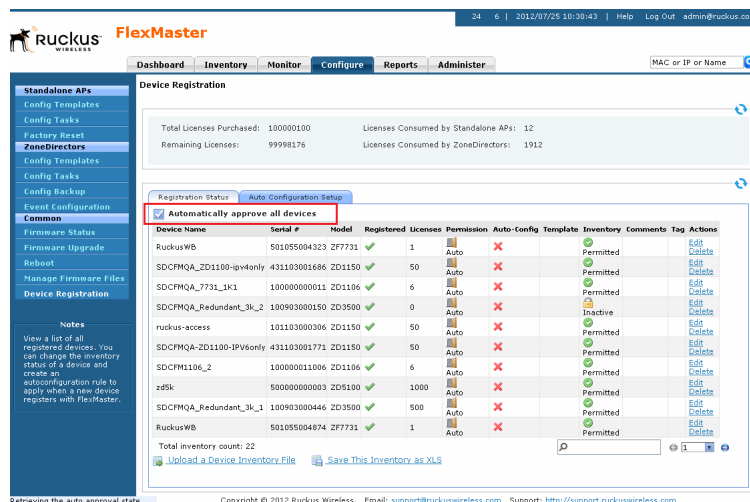 24 6 | 2012/07/25 10:30:43 | Help Log Out admin@ruckus.co
Ruckus WIRELESS FlexMaster
Dashboard Inventory Monitor Configure Reports Administer MAC or IP or Name
Standalone APs
Config Templates
Config Tasks
Factory Reset
ZoneDirectors
Config Templates
Config Tasks
Config Backup
Event Configuration
Common
Firmware Status
Firmware Upgrade
Reboot
Manage Firmware Files
Device Registration
Notes
View a list of all
registered devices. You
can change the inventory
status of a device and
create an
autoconfiguration rule to
apply when a new device
registers with FlexMaster.
Device Registration
Total Licenses Purchased: 100000100 Licenses Consumed by Standalone APs: 12
Remaining Licenses: 99998176 Licenses Consumed by ZoneDirectors: 1912
Registration Status Auto Configuration Setup
Automatically approve all devices
Device Name Serial # Model Registered Licenses Permission Auto-Config Template Inventory Comments Tag Actions
RuckusWB 501055004323 ZF7731 1 Auto Permitted Edit Delete
SDCFMQA_ZD1100-ipv4only 431103001686 ZD1150 50 Auto Permitted Edit Delete
SDCFMQA_7731_1K1 100000000011 ZD1106 6 Auto Permitted Edit Delete
SDCFMQA_Redundant_3k_2 100903000150 ZD3500 0 Auto Inactive Edit Delete
ruckus-access 101103000306 ZD1150 50 Auto Permitted Edit Delete
SDCFMQA-ZD1100-IPV6only 431103001771 ZD1150 50 Auto Permitted Edit Delete
SDCFM1106_2 100000011006 ZD1106 6 Auto Permitted Edit Delete
zd5k 500000000003 ZD5100 1000 Auto Permitted Edit Delete
SDCFMQA_Redundant_3k_1 100903000446 ZD3500 500 Auto Permitted Edit Delete
RuckusWB 501055004874 ZF7731 1 Auto Permitted Edit Delete
Total inventory count: 22 1
Upload a Device Inventory File Save This Inventory as XLS
Retrieving the auto approval state Copyright © 2012 Ruckus Wireless. Email: support@ruckuswireless.com Support: http://support.ruckuswireless.com